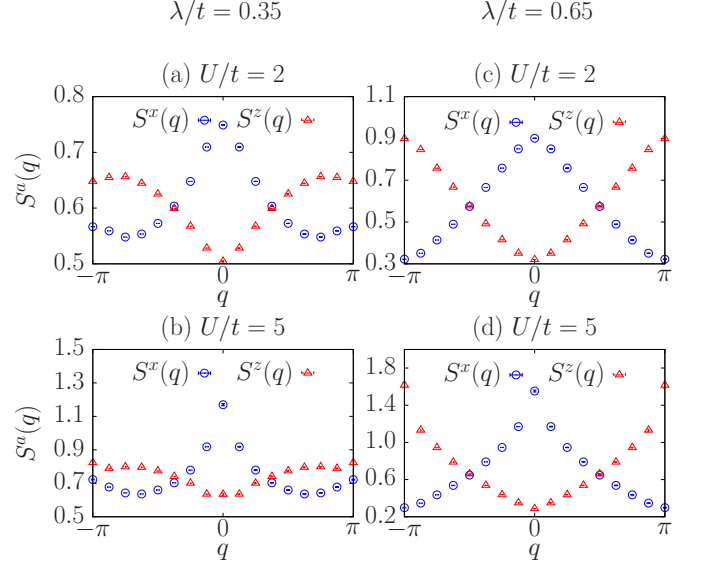 λ/t = 0.35
λ/t = 0.65
(a) U/t = 2
S^a(q)
0.8
0.7
0.6
0.5
S^x(q)
S^z(q)
−π
0
π
q
(c) U/t = 2
1.1
0.9
0.7
0.5
0.3
S^x(q)
S^z(q)
−π
0
π
q
(b) U/t = 5
S^a(q)
1.5
1.3
1.1
0.9
0.7
0.5
S^x(q)
S^z(q)
−π
0
π
q
(d) U/t = 5
1.8
1.4
1.0
0.6
0.2
S^x(q)
S^z(q)
−π
0
π
q